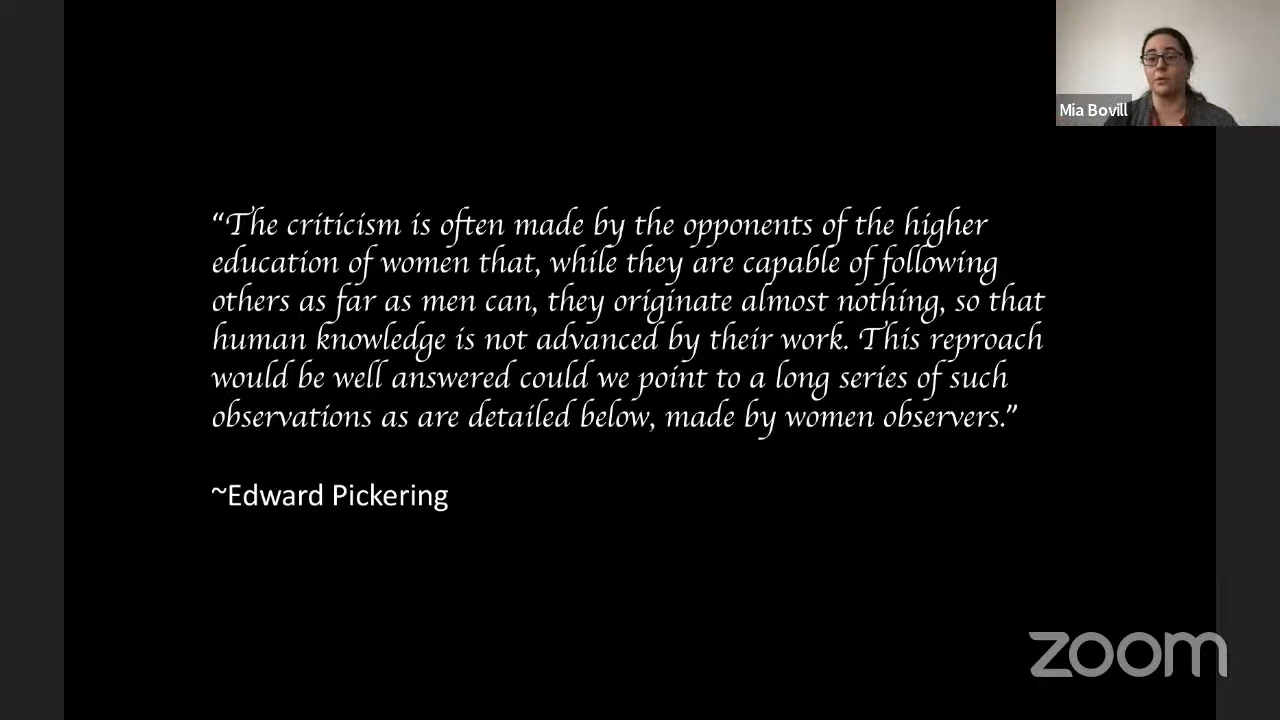 Mia Bovill
“The criticism is often made by the opponents of the higher
education of women that, while they are capable of following
others as far as men can, they originate almost nothing, so that
human knowledge is not advanced by their work. This reproach
would be well answered could we point to a long series of such
observations as are detailed below, made by women observers.”
~Edward Pickering
zoom